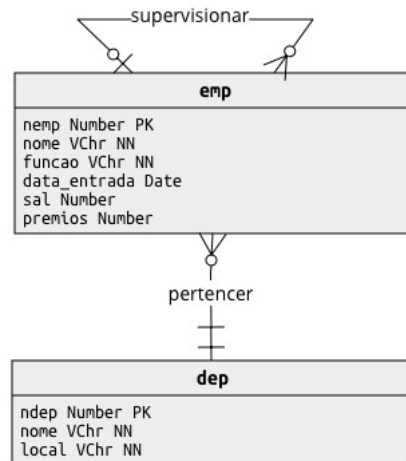 supervisionar
emp
nemp Number PK
nome VChr NN
funcao VChr NN
data_entrada Date
sal Number
premios Number
pertencer
dep
ndep Number PK
nome VChr NN
local VChr NN